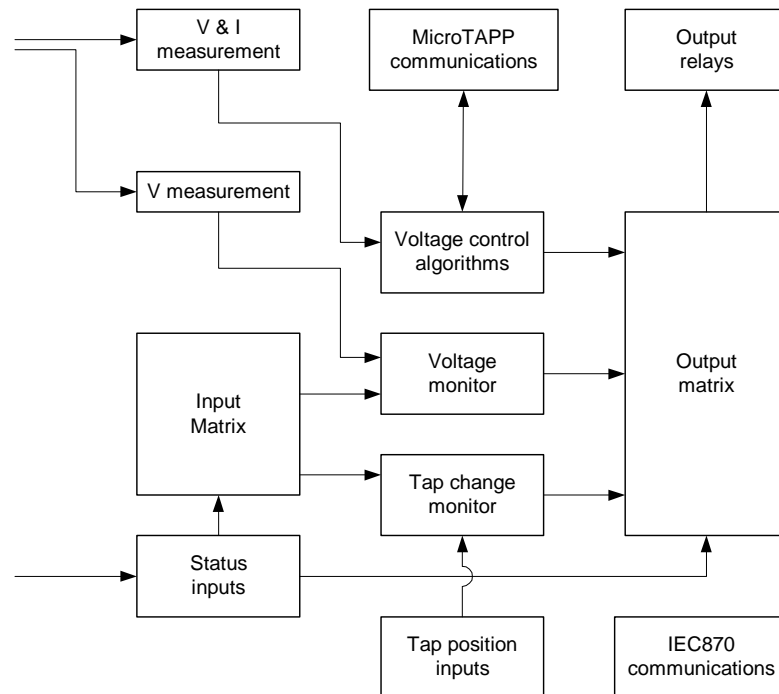 V & I
measurement
MicroTAPP
communications
Output
relays
V measurement
Voltage control
algorithms
Voltage
monitor
Input
Matrix
Output
matrix
Tap change
monitor
Status
inputs
Tap position
inputs
IEC870
communications